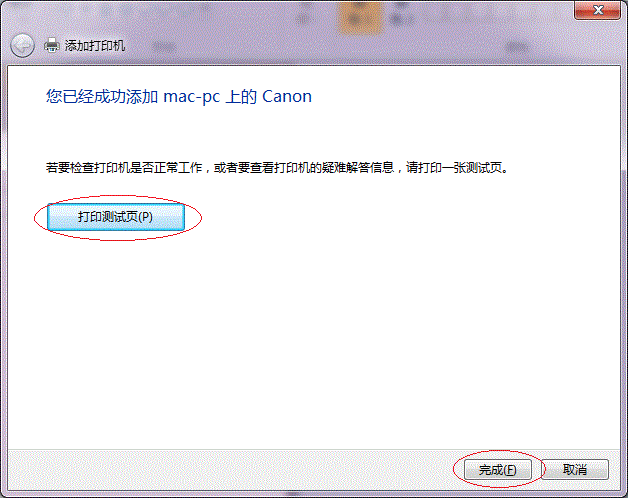 添加打印机
您已经成功添加 mac-pc 上的 Canon
若要检查打印机是否正常工作，或者要查看打印机的疑难解答信息，请打印一张测试页。
打印测试页(P)
完成(F) 取消